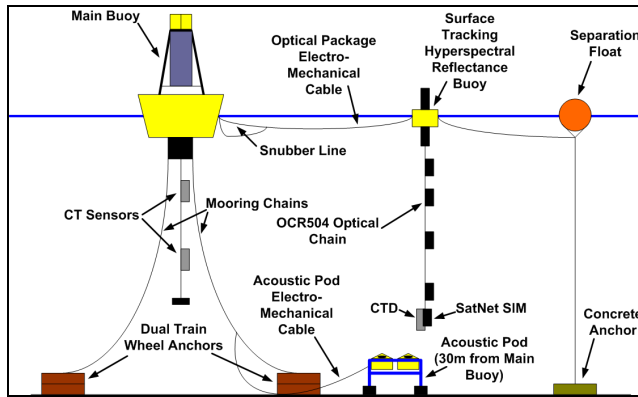 Main Buoy
Optical Package
Electro-
Mechanical
Cable
Surface
Tracking
Hyperspectral
Reflectance
Buoy
Separation
Float
Snubber Line
CT Sensors
Mooring Chains
OCR504 Optical
Chain
Acoustic Pod
Electro-
Mechanical
Cable
CTD
SatNet SIM
Dual Train
Wheel Anchors
Acoustic Pod
(30m from Main
Buoy)
Concrete
Anchor